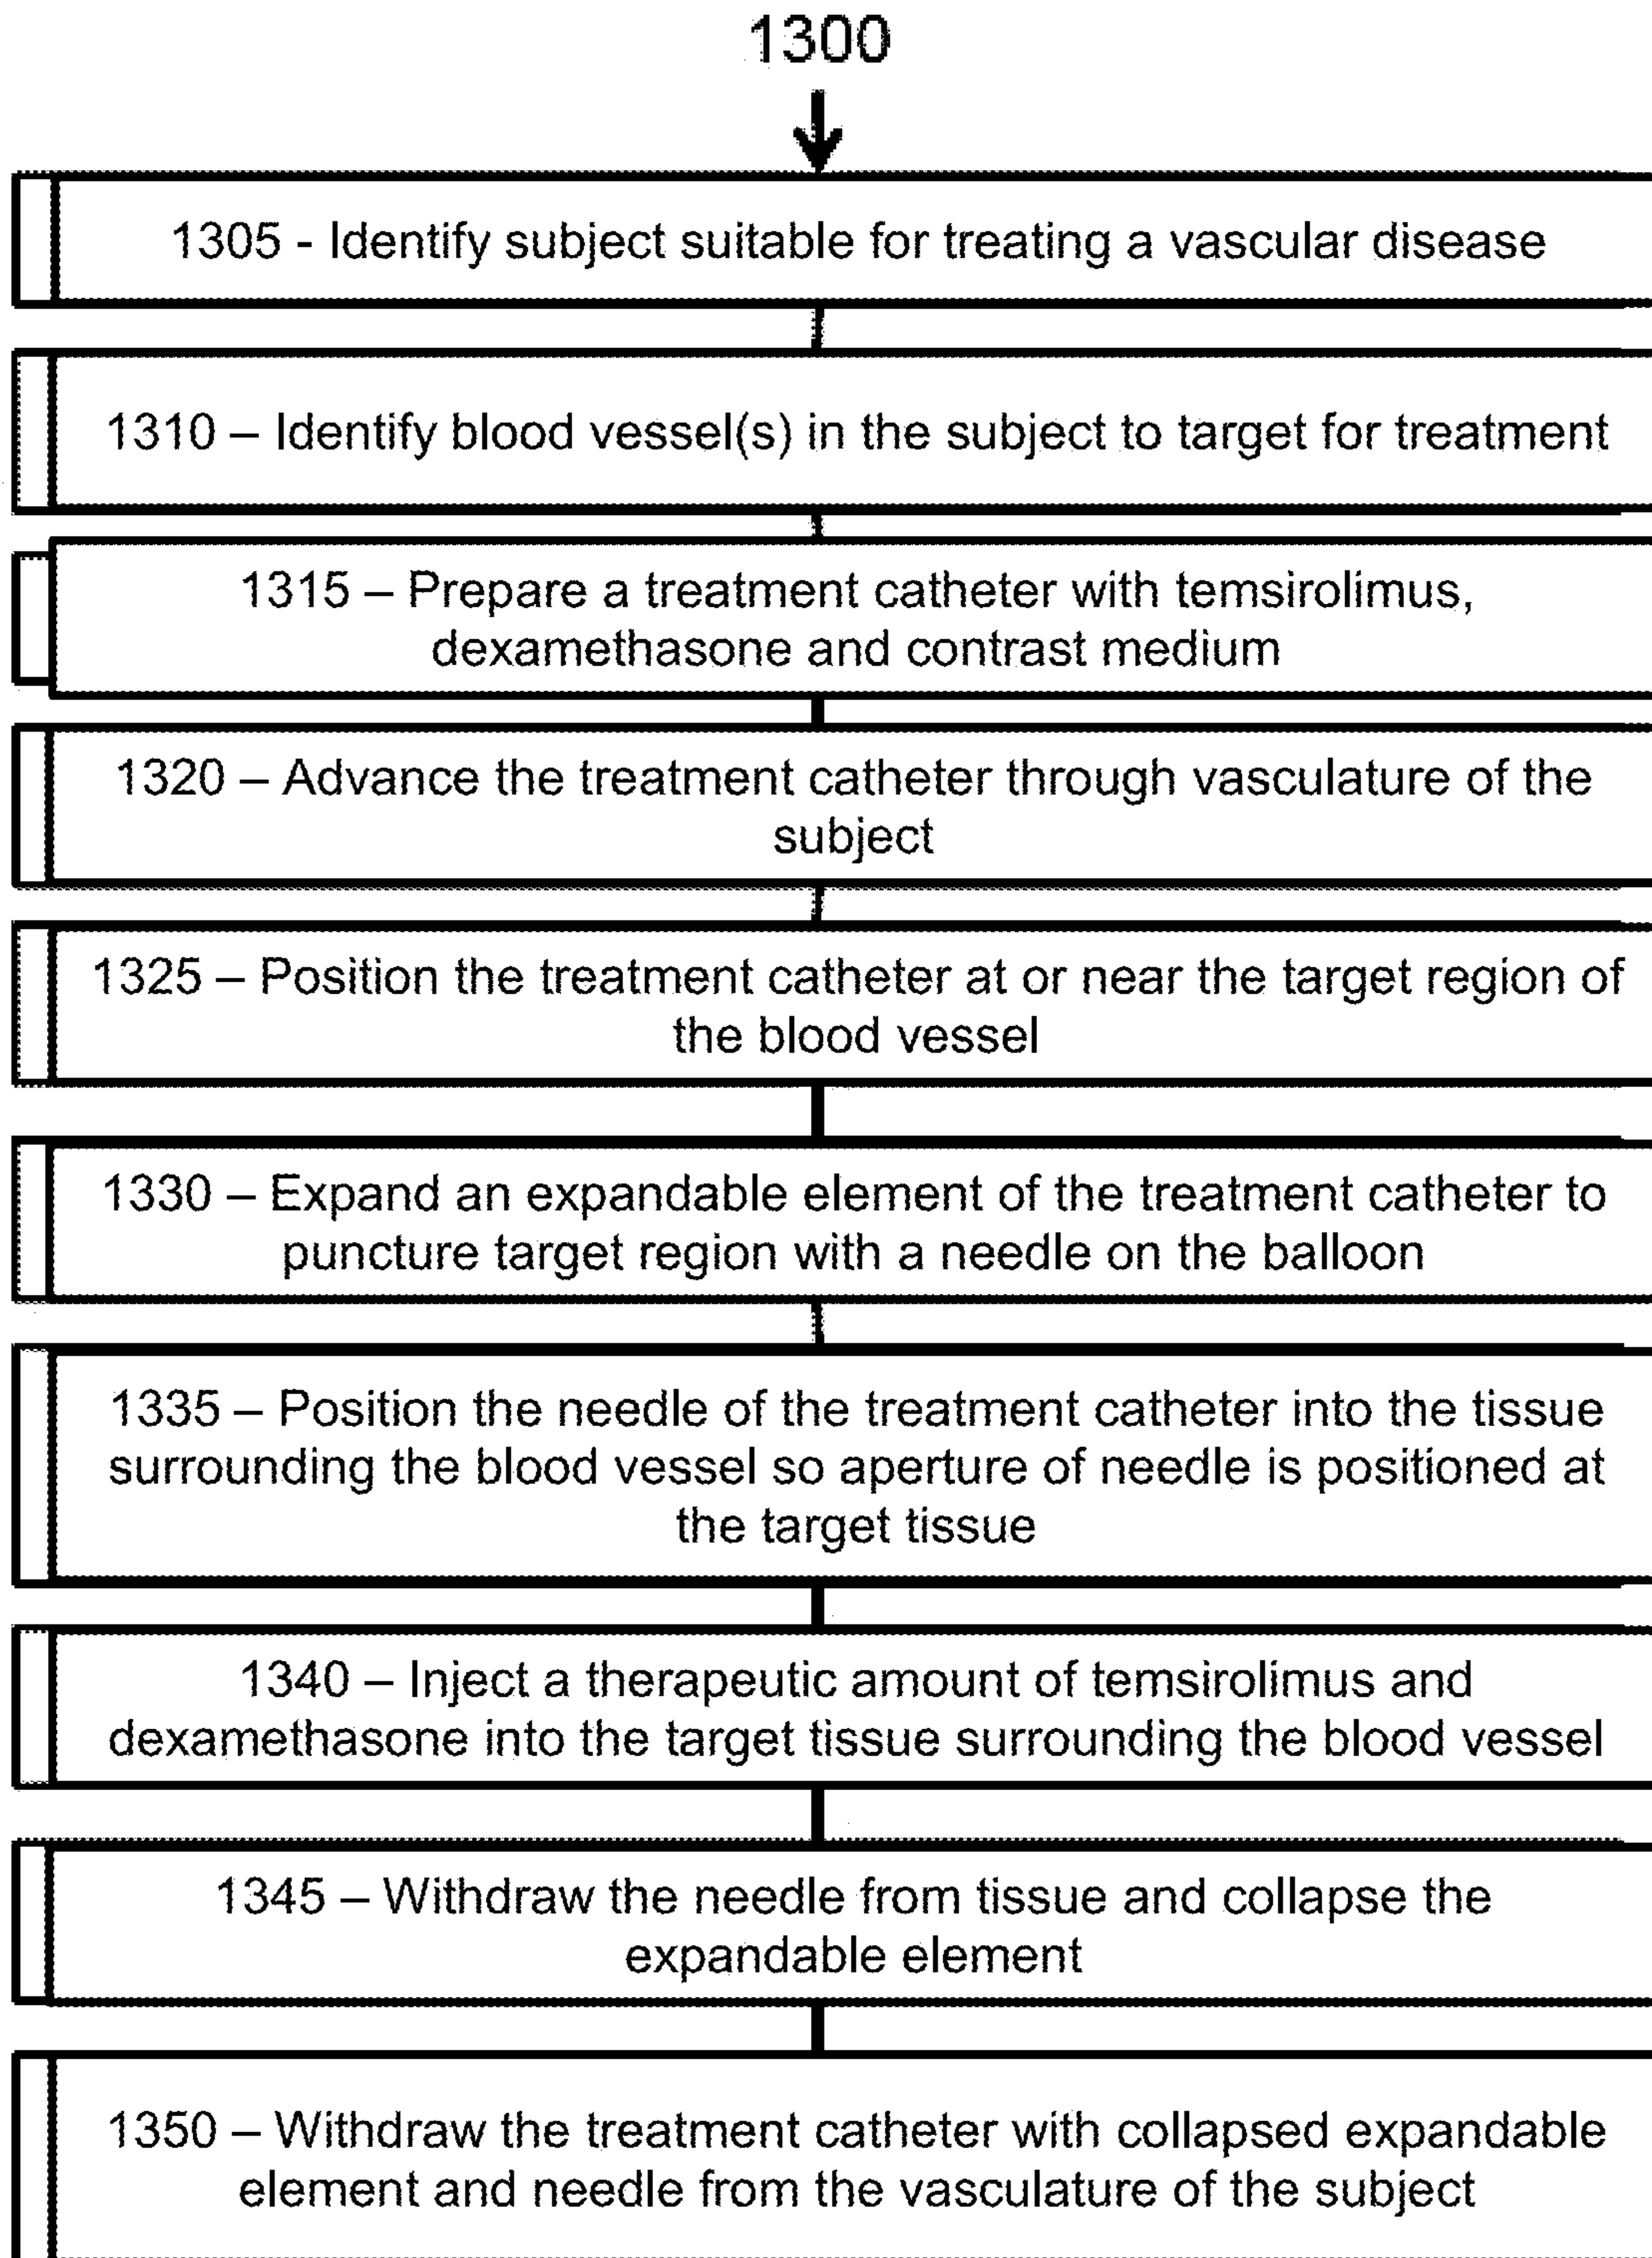 1300
1305 - Identify subject suitable for treating a vascular disease
1310 – Identify blood vessel(s) in the subject to target for treatment
1315 – Prepare a treatment catheter with temsirolimus,
dexamethasone and contrast medium
1320 – Advance the treatment catheter through vasculature of the
subject
1325 – Position the treatment catheter at or near the target region of
the blood vessel
1330 – Expand an expandable element of the treatment catheter to
puncture target region with a needle on the balloon
1335 – Position the needle of the treatment catheter into the tissue
surrounding the blood vessel so aperture of needle is positioned at
the target tissue
1340 – Inject a therapeutic amount of temsirolimus and
dexamethasone into the target tissue surrounding the blood vessel
1345 – Withdraw the needle from tissue and collapse the
expandable element
1350 – Withdraw the treatment catheter with collapsed expandable
element and needle from the vasculature of the subject